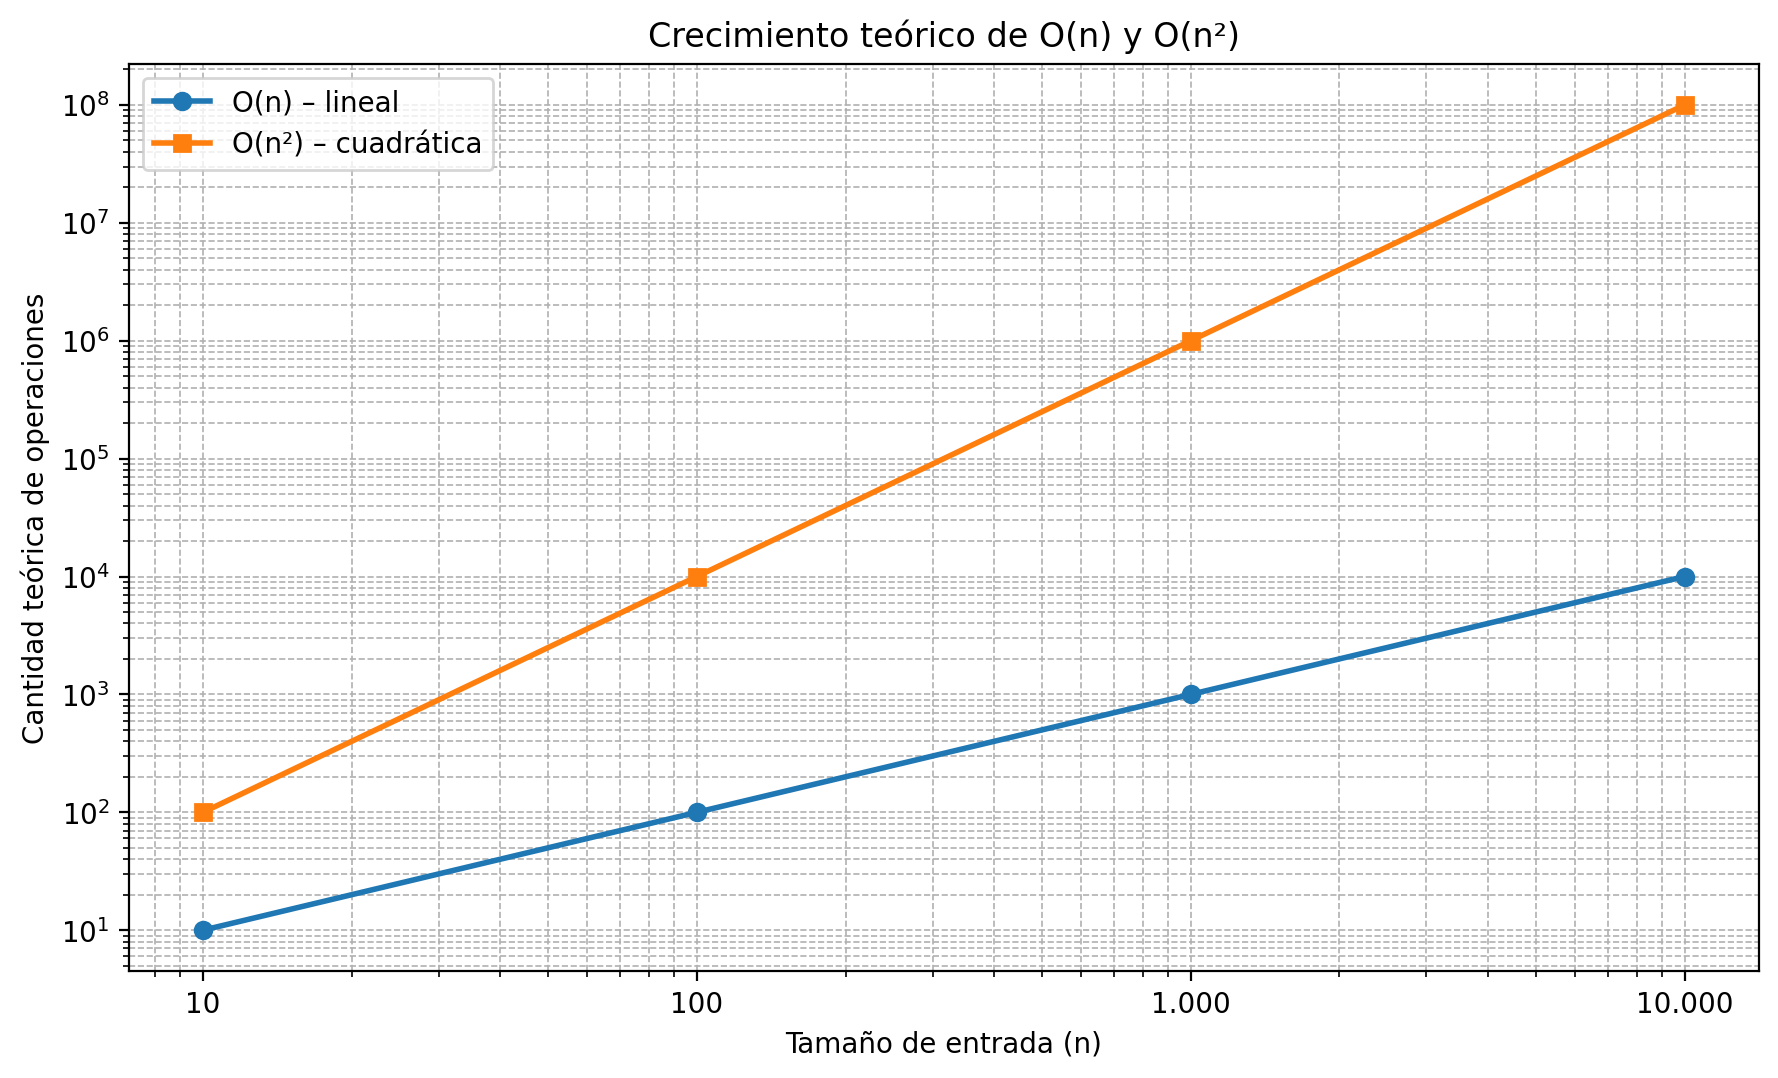 Crecimiento teórico de O(n) y O(n²)
O(n) – lineal
O(n²) – cuadrática
Cantidad teórica de operaciones
10⁸
10⁷
10⁶
10⁵
10⁴
10³
10²
10¹
10 100 1.000 10.000
Tamaño de entrada (n)